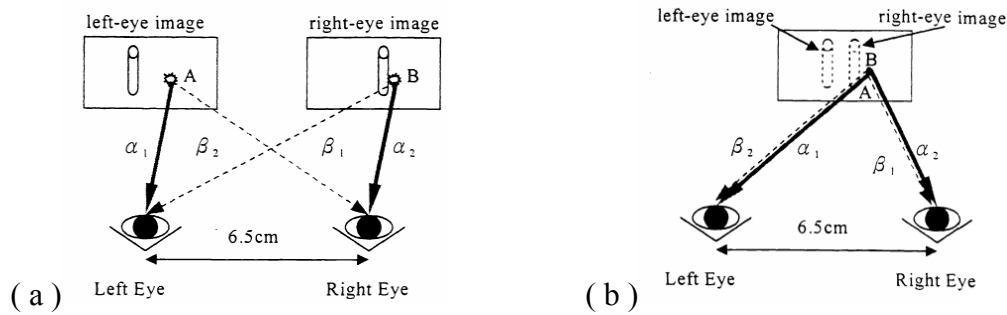 left-eye image
right-eye image
A
B
α₁
β₂
β₁
α₂
6.5cm
Left Eye
Right Eye
( a )
left-eye image
right-eye image
B
A
β₂
α₁
α₂
β₁
6.5cm
Left Eye
Right Eye
( b )